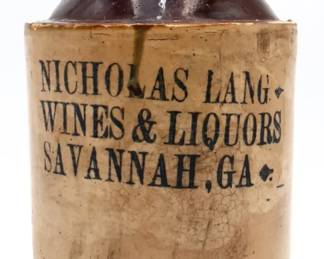 NICHOLAS LANG
WINES & LIQUORS
SAVANNAH, GA